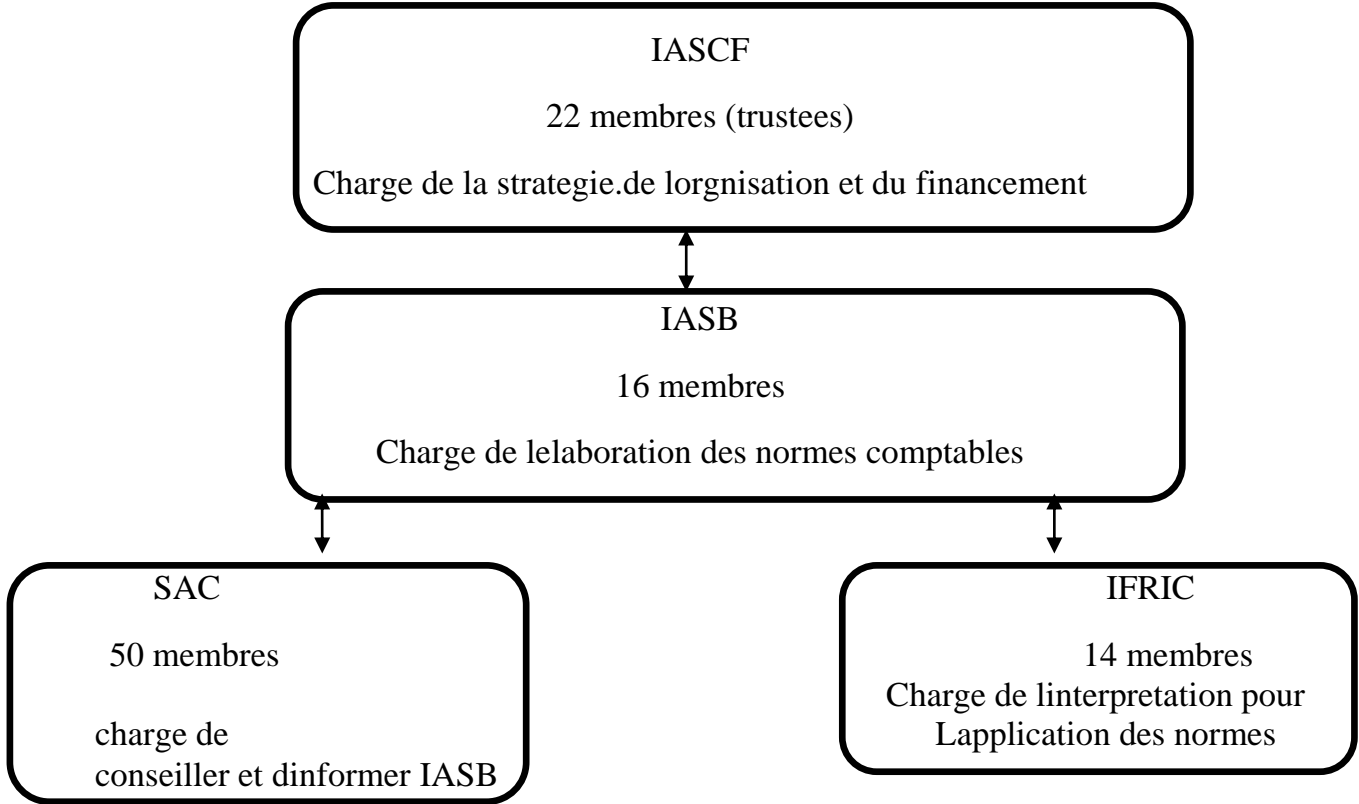 IASCF
22 membres (trustees)
Charge de la strategie.de lorgnisation et du financement
IASB
16 membres
Charge de lelaboration des normes comptables
SAC
50 membres
charge de
conseiller et dinformer IASB
IFRIC
14 membres
Charge de linterpretation pour
Lapplication des normes